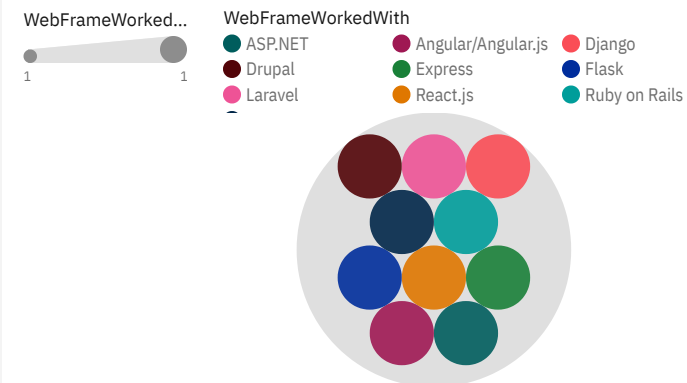 WebFrameWorked...
1 1
WebFrameWorkedWith
ASP.NET Angular/Angular.js Django
Drupal Express Flask
Laravel React.js Ruby on Rails